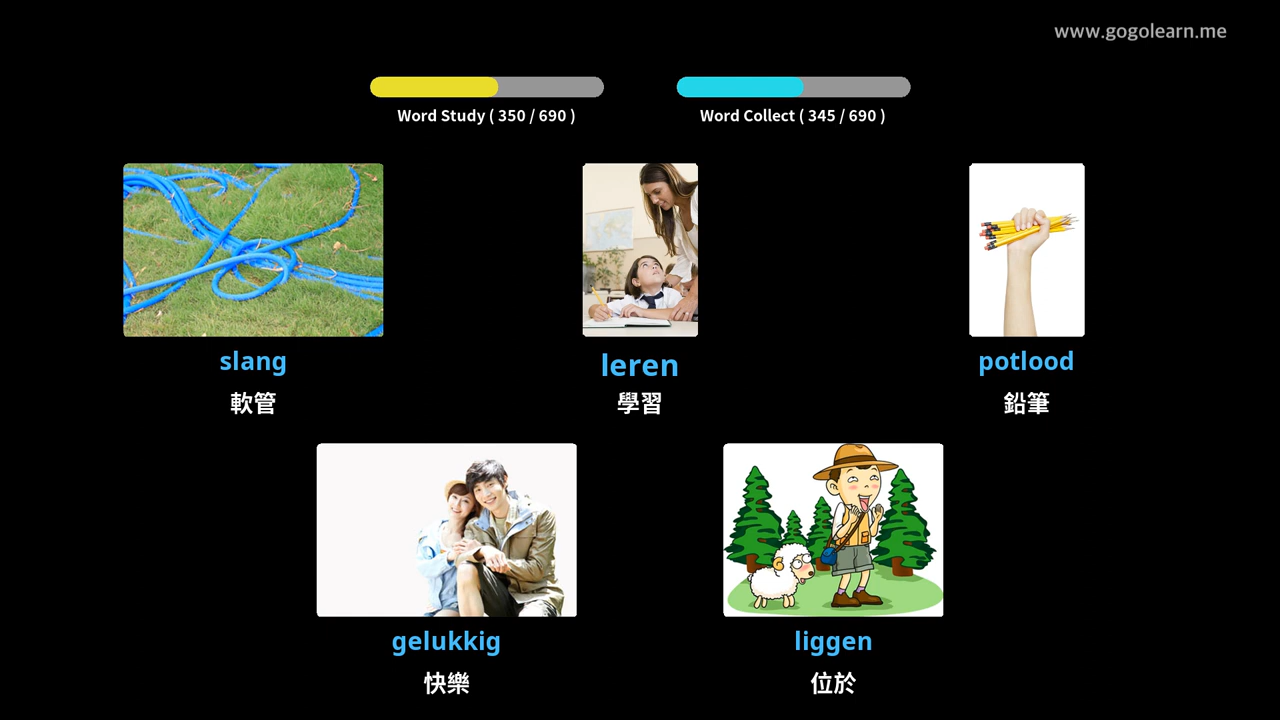 www.gogolearn.me
Word Study ( 350 / 690 )
Word Collect ( 345 / 690 )
slang
軟管
leren
學習
potlood
鉛筆
gelukkig
快樂
liggen
位於